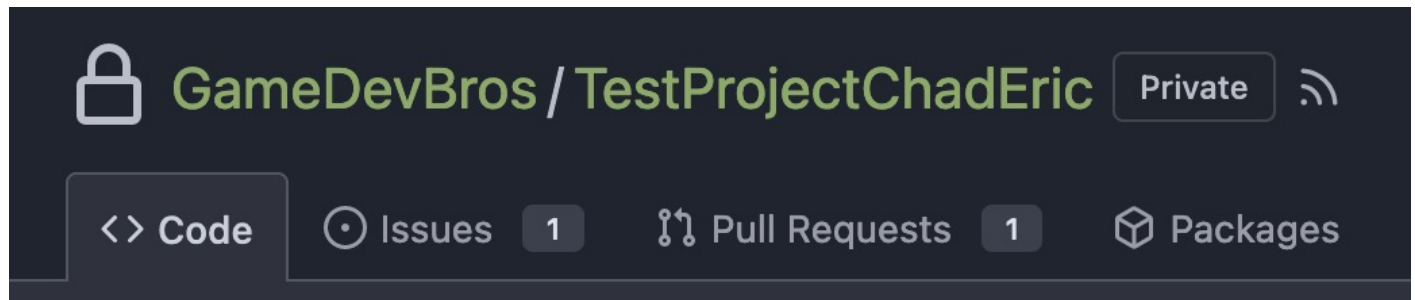 GameDevBros / TestProjectChadEric Private
<> Code Issues 1 Pull Requests 1 Packages